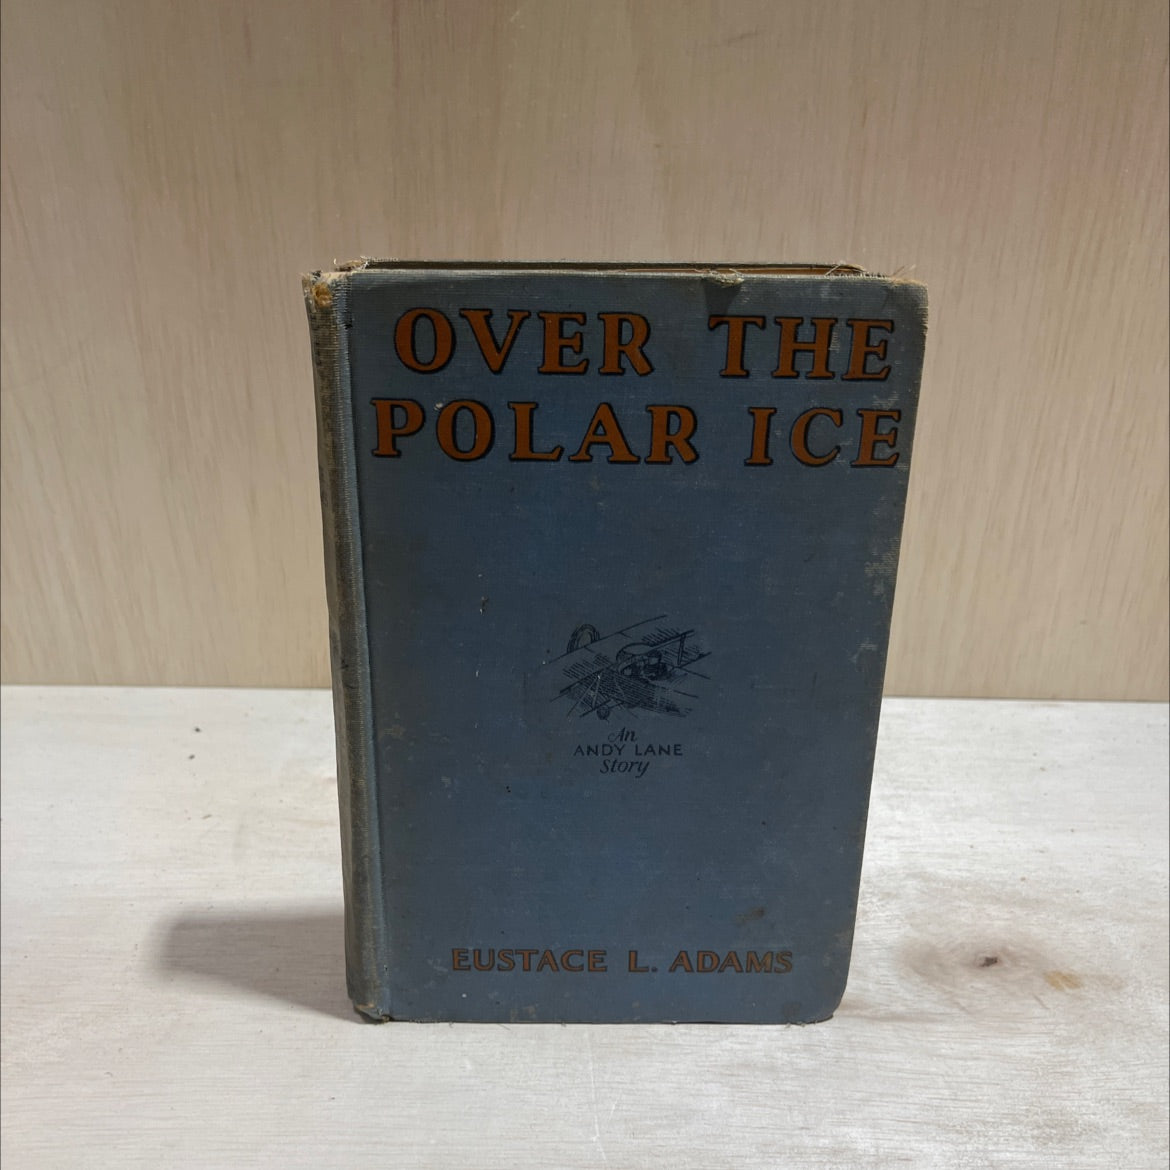 OVER THE
POLAR ICE
An
ANDY LANE
Story
EUSTACE L. ADAMS